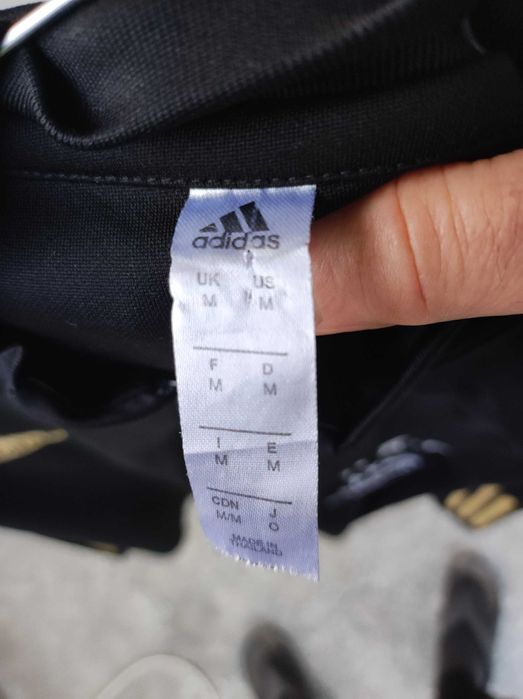 adidas
UK US
M M
F D
M M
I E
M M
CDN J
M/M O
MADE IN
THAILAND